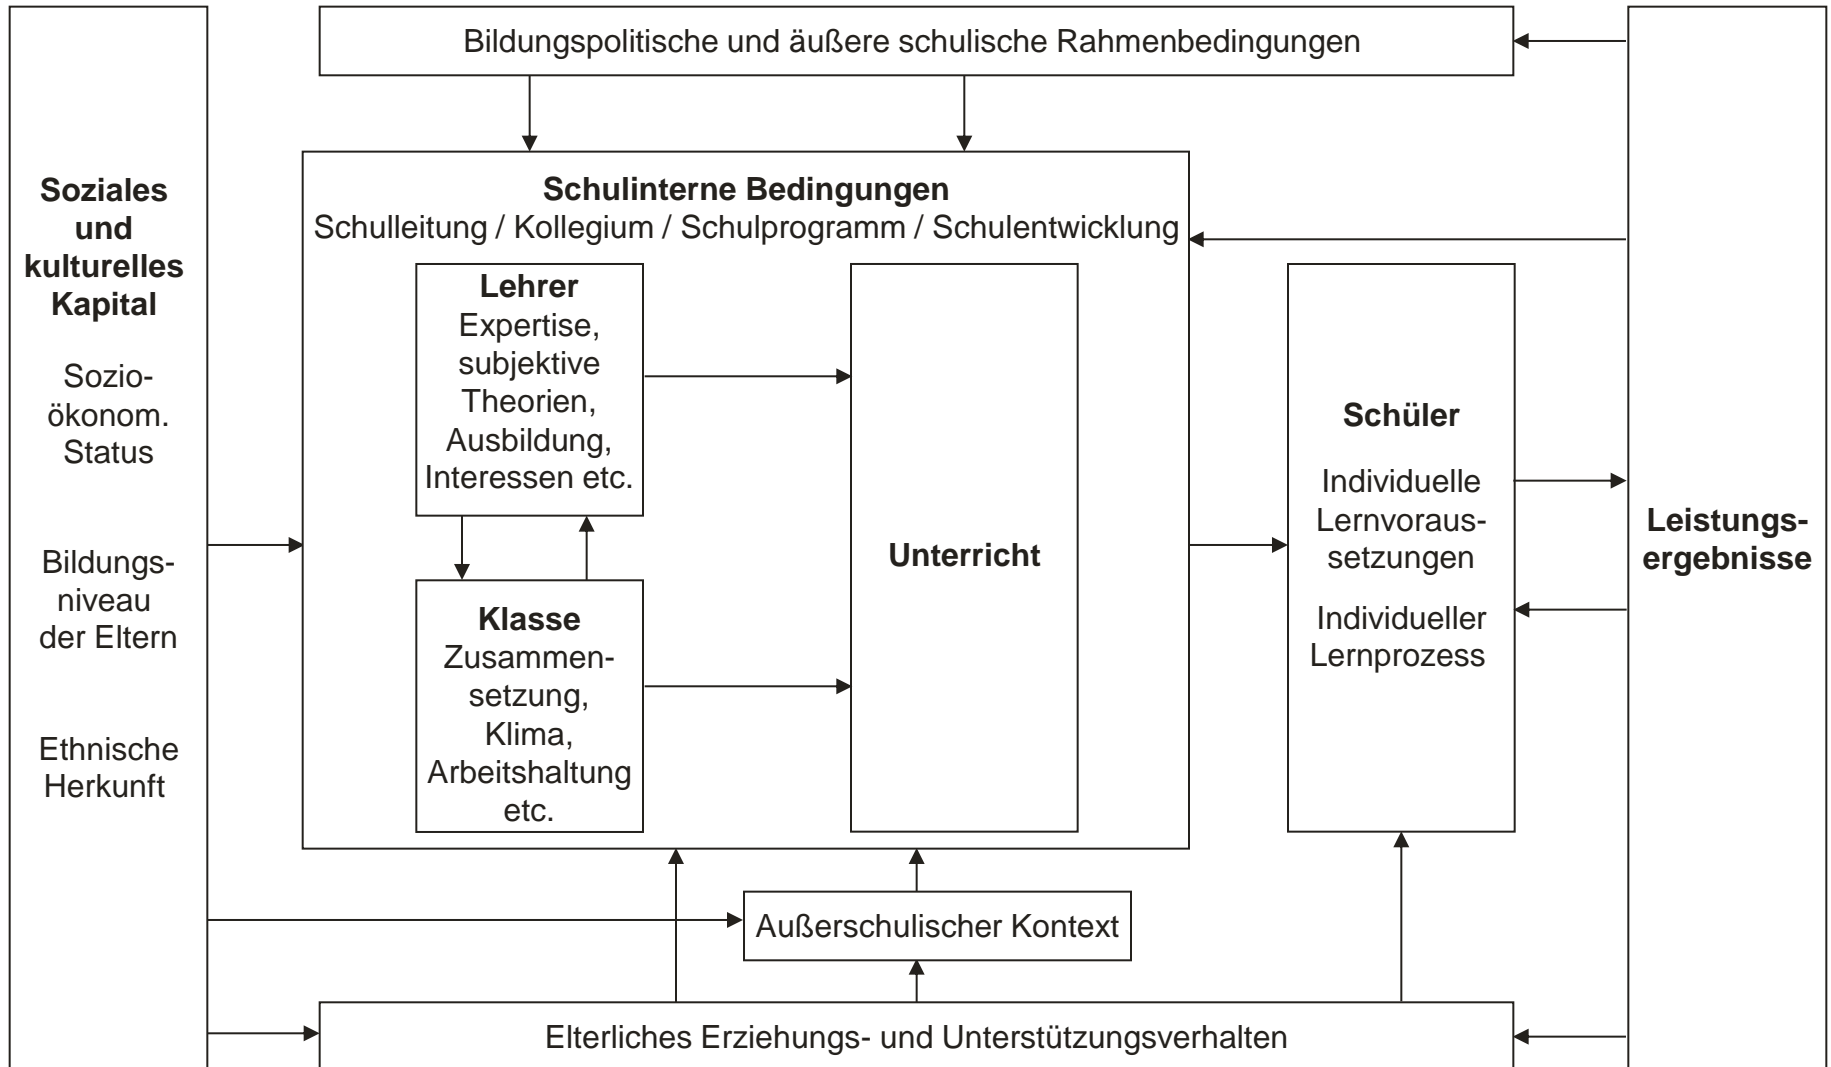 Bildungspolitische und äußere schulische Rahmenbedingungen
Soziales
und
kulturelles
Kapital
Sozio-
ökonom.
Status
Bildungs-
niveau
der Eltern
Ethnische
Herkunft
Schulinterne Bedingungen
Schulleitung / Kollegium / Schulprogramm / Schulentwicklung
Lehrer
Expertise,
subjektive
Theorien,
Ausbildung,
Interessen etc.
Klasse
Zusammen-
setzung,
Klima,
Arbeitshaltung
etc.
Unterricht
Schüler
Individuelle
Lernvoraus-
setzungen
Individueller
Lernprozess
Leistungs-
ergebnisse
Außerschulischer Kontext
Elterliches Erziehungs- und Unterstützungsverhalten